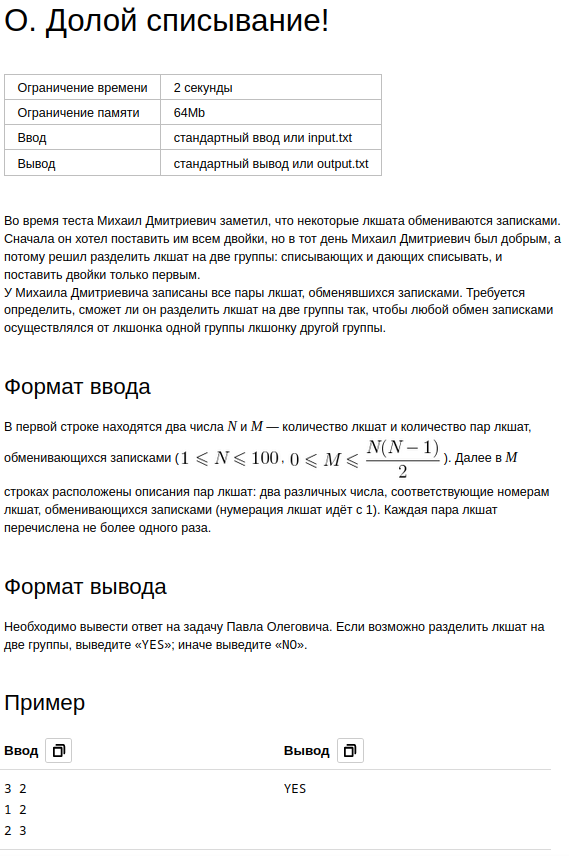 О. Долой списывание!
Ограничение времени 2 секунды
Ограничение памяти 64Mb
Ввод стандартный ввод или input.txt
Вывод стандартный вывод или output.txt
Во время теста Михаил Дмитриевич заметил, что некоторые лкшата обмениваются записками.
Сначала он хотел поставить им всем двойки, но в тот день Михаил Дмитриевич был добрым, а
потому решил разделить лкшат на две группы: списывающих и дающих списывать, и
поставить двойки только первым.
У Михаила Дмитриевича записаны все пары лкшат, обменявшихся записками. Требуется
определить, сможет ли он разделить лкшат на две группы так, чтобы любой обмен записками
осуществлялся от лкшонка одной группы лкшонку другой группы.
Формат ввода
В первой строке находятся два числа N и M — количество лкшат и количество пар лкшат,
обменивающихся записками (1 ⩽ N ⩽ 100, 0 ⩽ M ⩽ N(N − 1)/2). Далее в M
строках расположены описания пар лкшат: два различных числа, соответствующие номерам
лкшат, обменивающихся записками (нумерация лкшат идёт с 1). Каждая пара лкшат
перечислена не более одного раза.
Формат вывода
Необходимо вывести ответ на задачу Павла Олеговича. Если возможно разделить лкшат на
две группы, выведите «YES»; иначе выведите «NO».
Пример
Ввод Вывод
3 2 YES
1 2
2 3